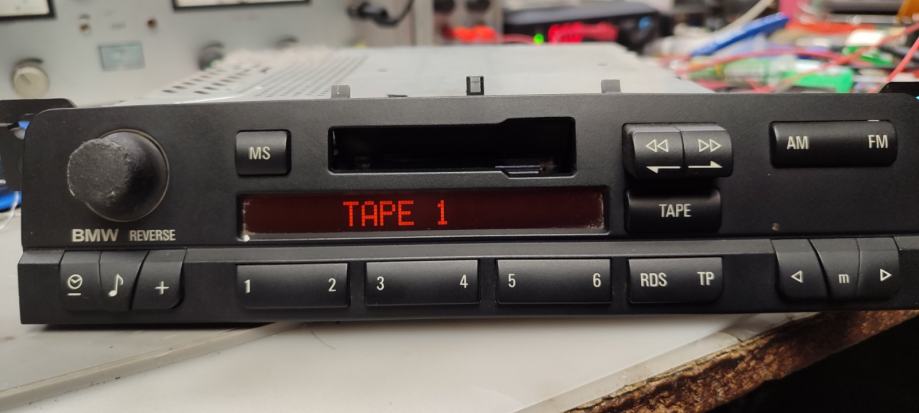 MS
AM FM
TAPE 1
TAPE
BMW REVERSE
1 2 3 4 5 6 RDS TP m